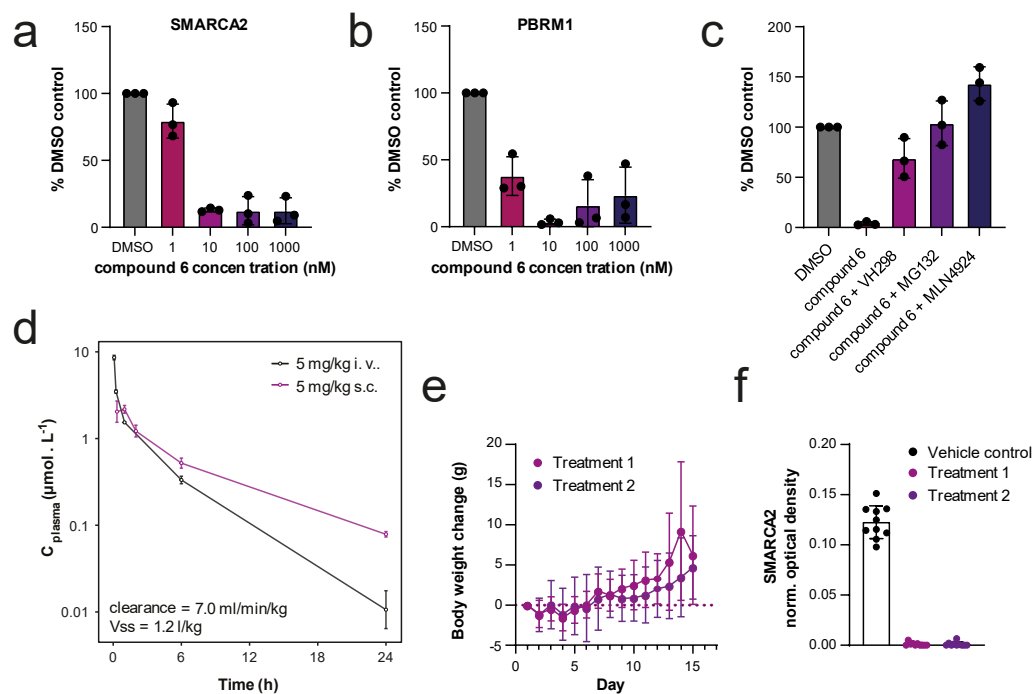 a
SMARCA2
150
100
50
0
% DMSO control
DMSO
1
10
100
1000
compound 6 concen tration (nM)
b
PBRM1
150
100
50
0
% DMSO control
DMSO
1
10
100
1000
compound 6 concen tration (nM)
c
200
150
100
50
0
% DMSO control
DMSO
compound 6
compound 6 + VH298
compound 6 + MG132
compound 6 + MLN4924
d
10
1
0.1
0.01
C plasma (µmol . L-1)
5 mg/kg i. v..
5 mg/kg s.c.
clearance = 7.0 ml/min/kg
Vss = 1.2 l/kg
0
6
12
18
24
Time (h)
e
20
15
10
5
0
-5
-10
Body weight change (g)
Treatment 1
Treatment 2
0
5
10
15
Day
f
0.20
0.15
0.10
0.05
0.00
SMARCA2
norm. optical density
Vehicle control
Treatment 1
Treatment 2